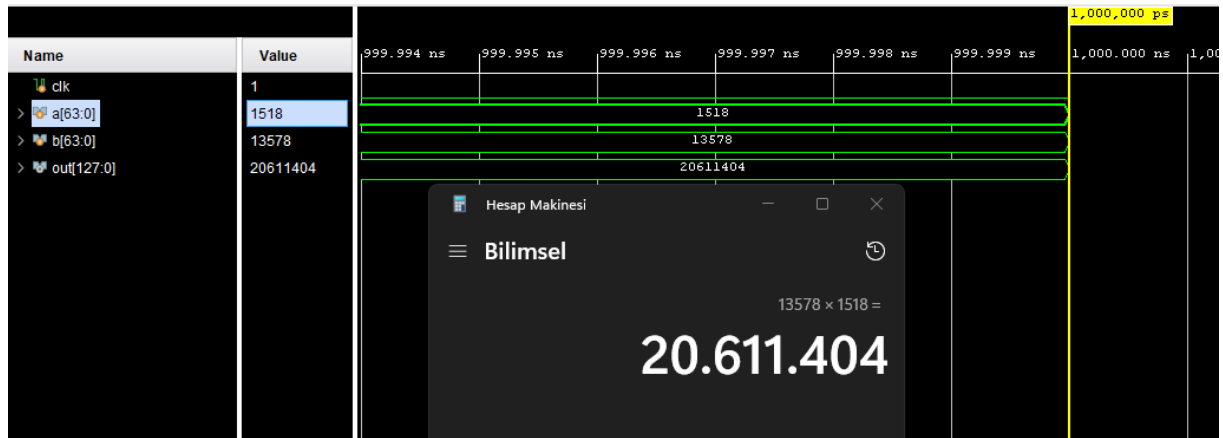 1,000,000 ps
Name Value 999.994 ns 999.995 ns 999.996 ns 999.997 ns 999.998 ns 999.999 ns 1,000.000 ns 1,00
clk 1
a[63:0] 1518 1518
b[63:0] 13578 13578
out[127:0] 20611404 20611404
Hesap Makinesi
Bilimsel
13578 × 1518 =
20.611.404